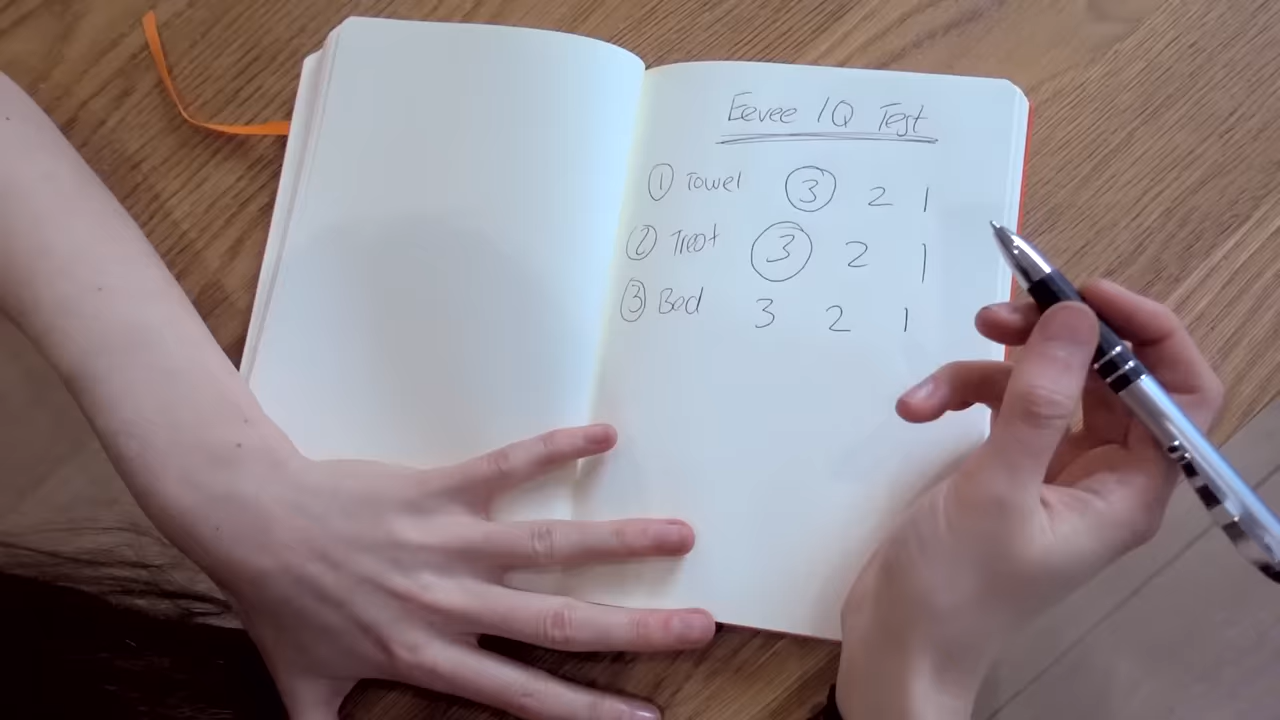 Eevee IQ Test
1 Towel 3 2 1
2 Treat 3 2 1
3 Bed 3 2 1